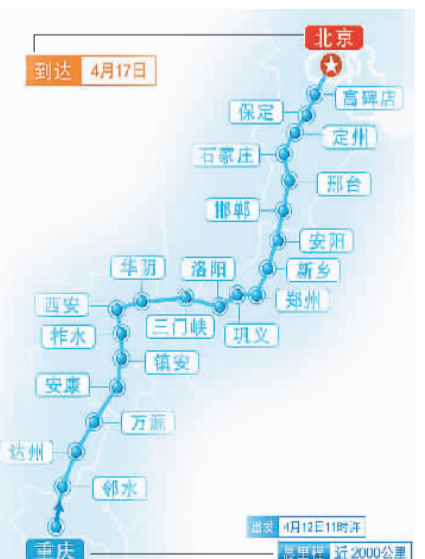 北京
到达 4月17日
高碑店
保定
定州
石家庄
邢台
邯郸
安阳
新乡
郑州
华阴
洛阳
西安
三门峡
巩义
柞水
镇安
安康
万源
达州
邻水
出发 4月12日11时许
重庆
总里程 近2000公里